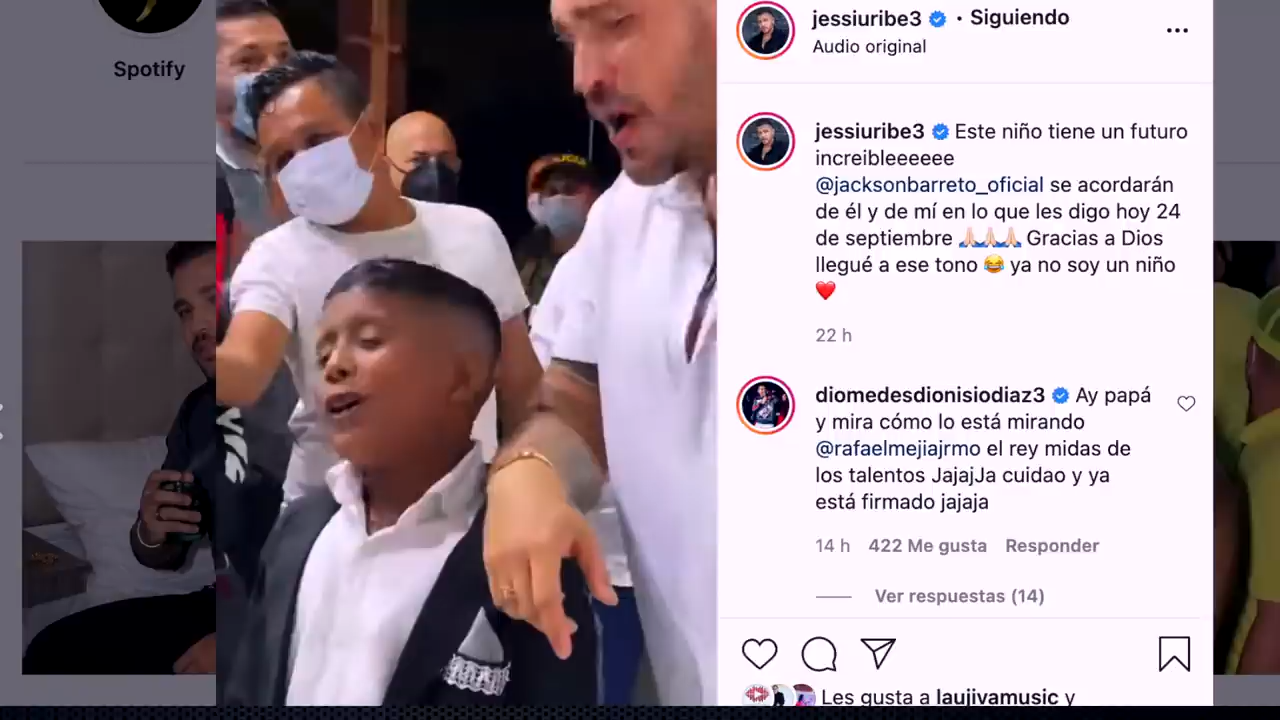 Spotify
jessiuribe3 • Siguiendo
Audio original
jessiuribe3 Este niño tiene un futuro
increibleeeeee
@jacksonbarreto_oficial se acordarán
de él y de mí en lo que les digo hoy 24
de septiembre 🙏🏻🙏🏻🙏🏻 Gracias a Dios
llegué a ese tono 😂 ya no soy un niño
❤️
22 h
diomedesdionisiodiaz3 Ay papá
y mira cómo lo está mirando
@rafaelmejiajrmo el rey midas de
los talentos JajajJa cuidao y ya
está firmado jajaja
14 h 422 Me gusta Responder
Ver respuestas (14)
Les gusta a laujivamusic y